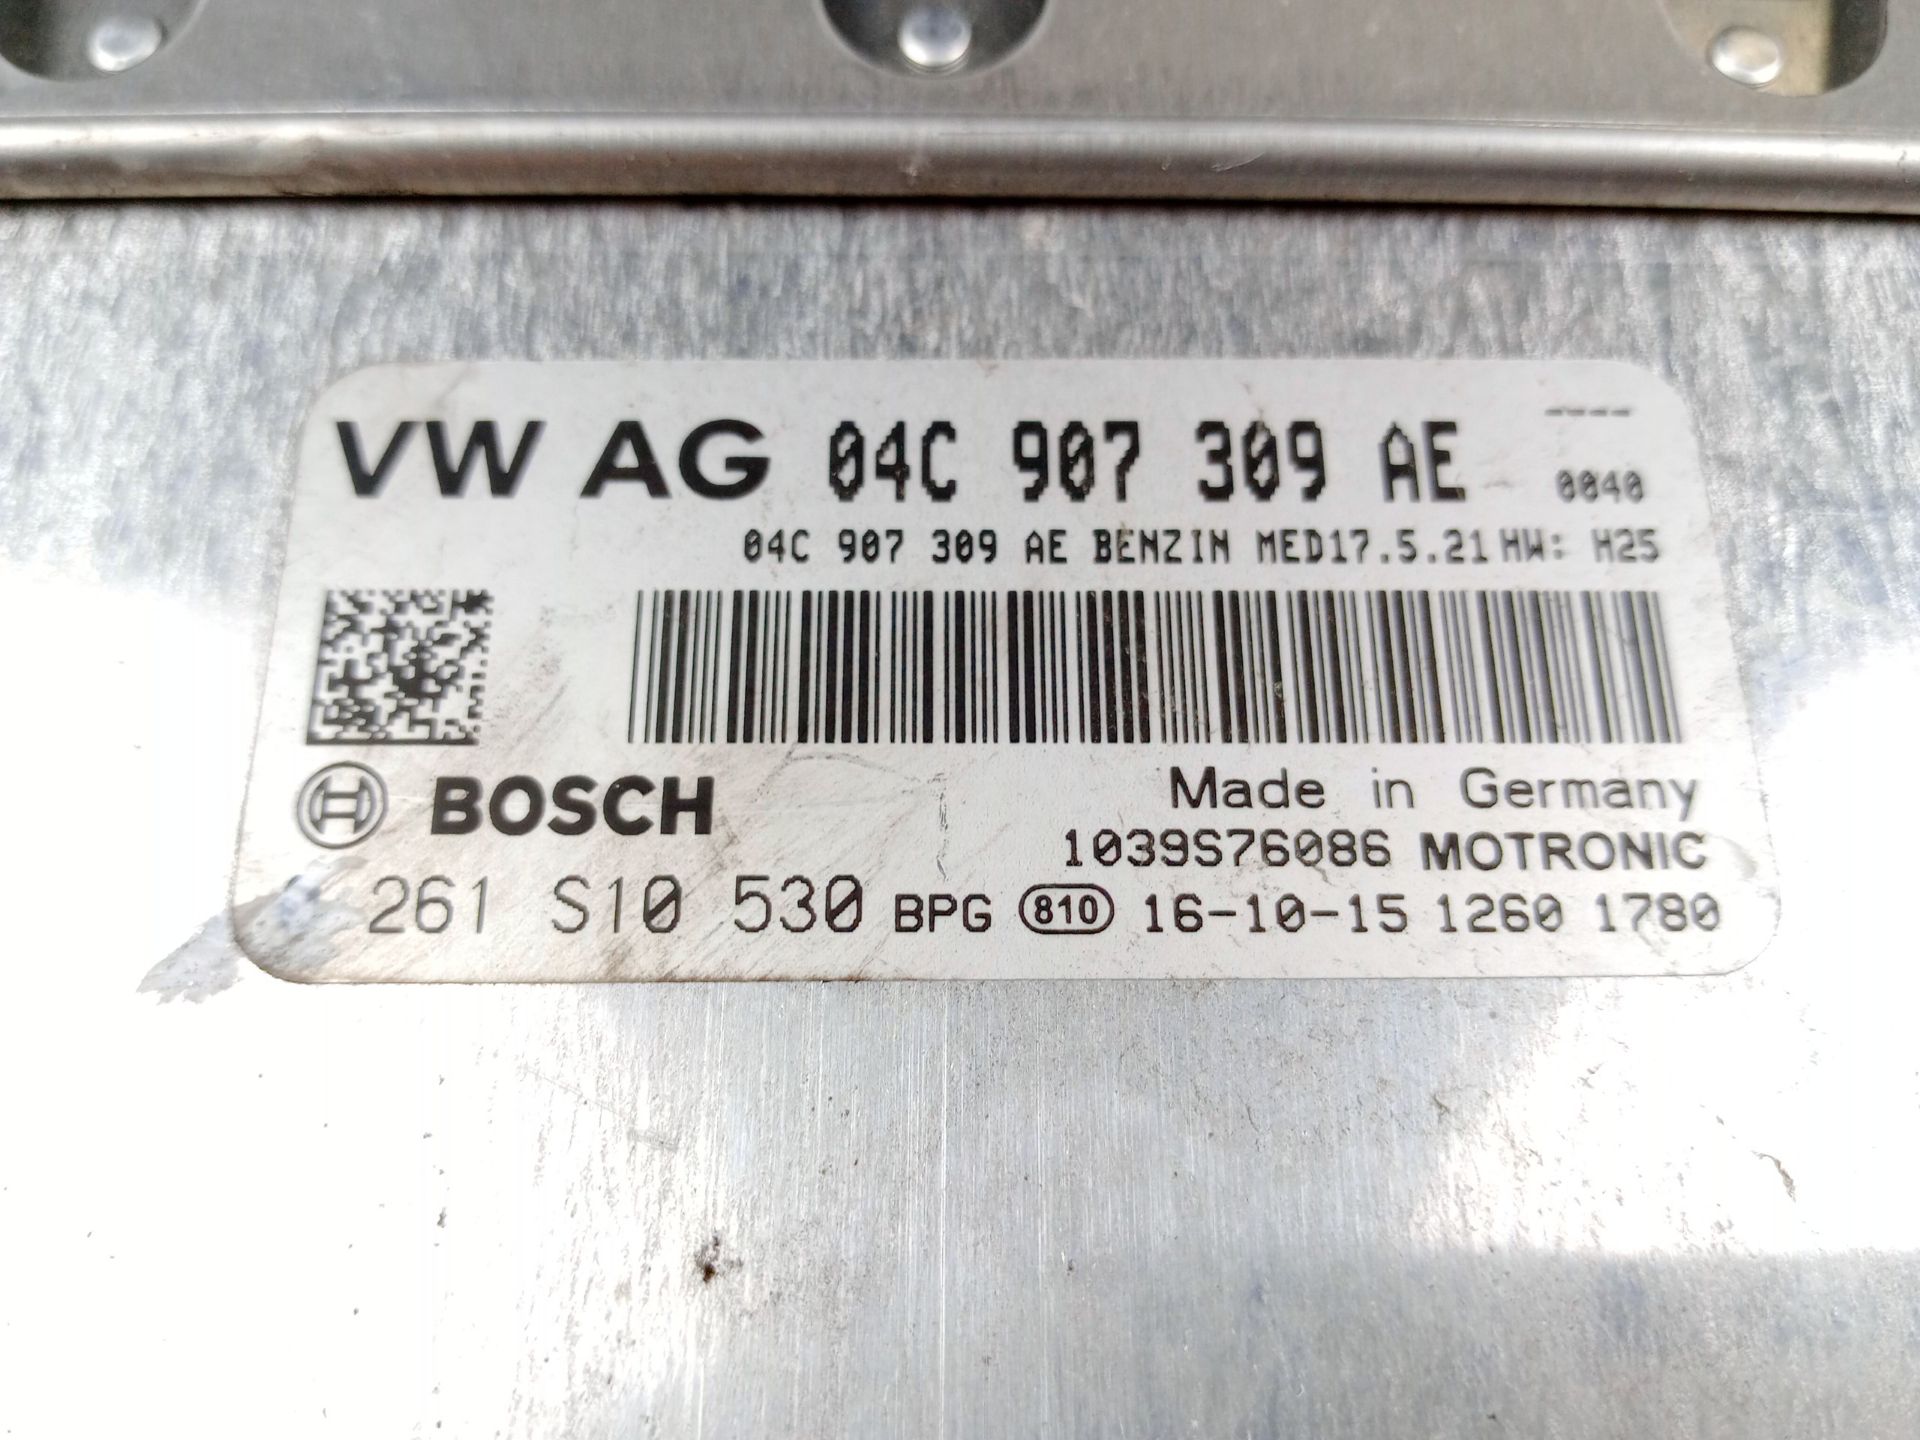 VW AG 04C 907 309 AE ----
0040
04C 907 309 AE BENZIN MED17.5.21 HW: H25
BOSCH
Made in Germany
1039S76086 MOTRONIC
261 S10 530 BPG 810 16-10-15 1260 1780